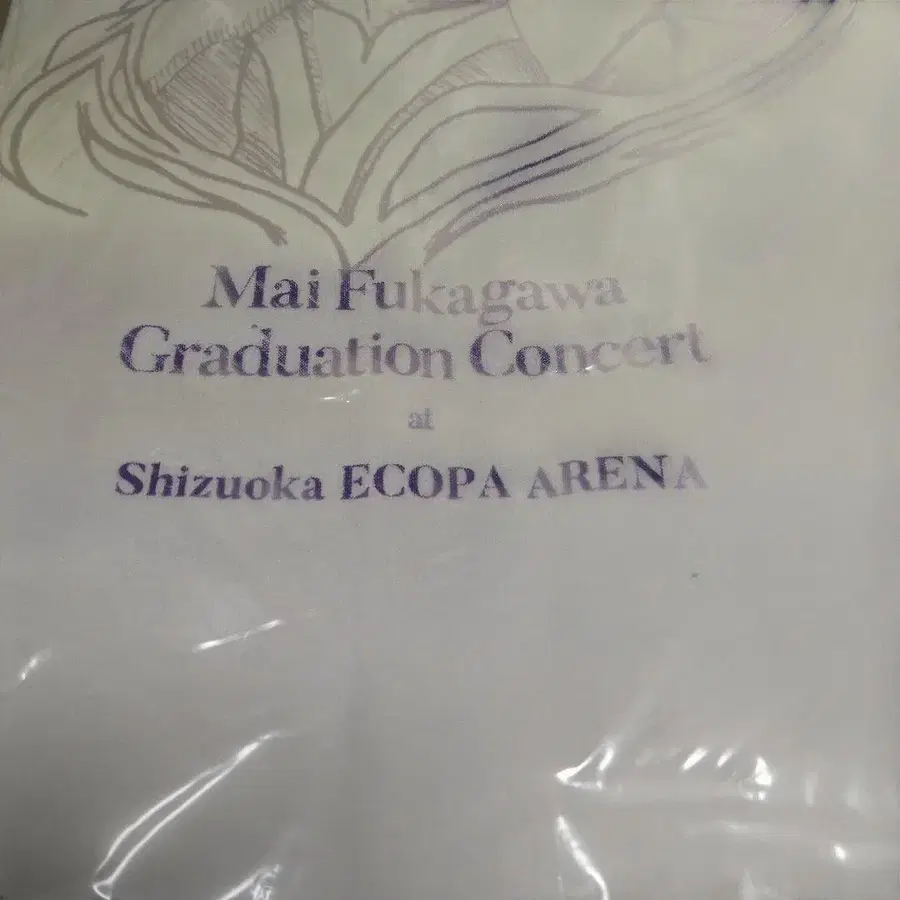 Mai Fukagawa
Graduation Concert
at
Shizuoka ECOPA ARENA